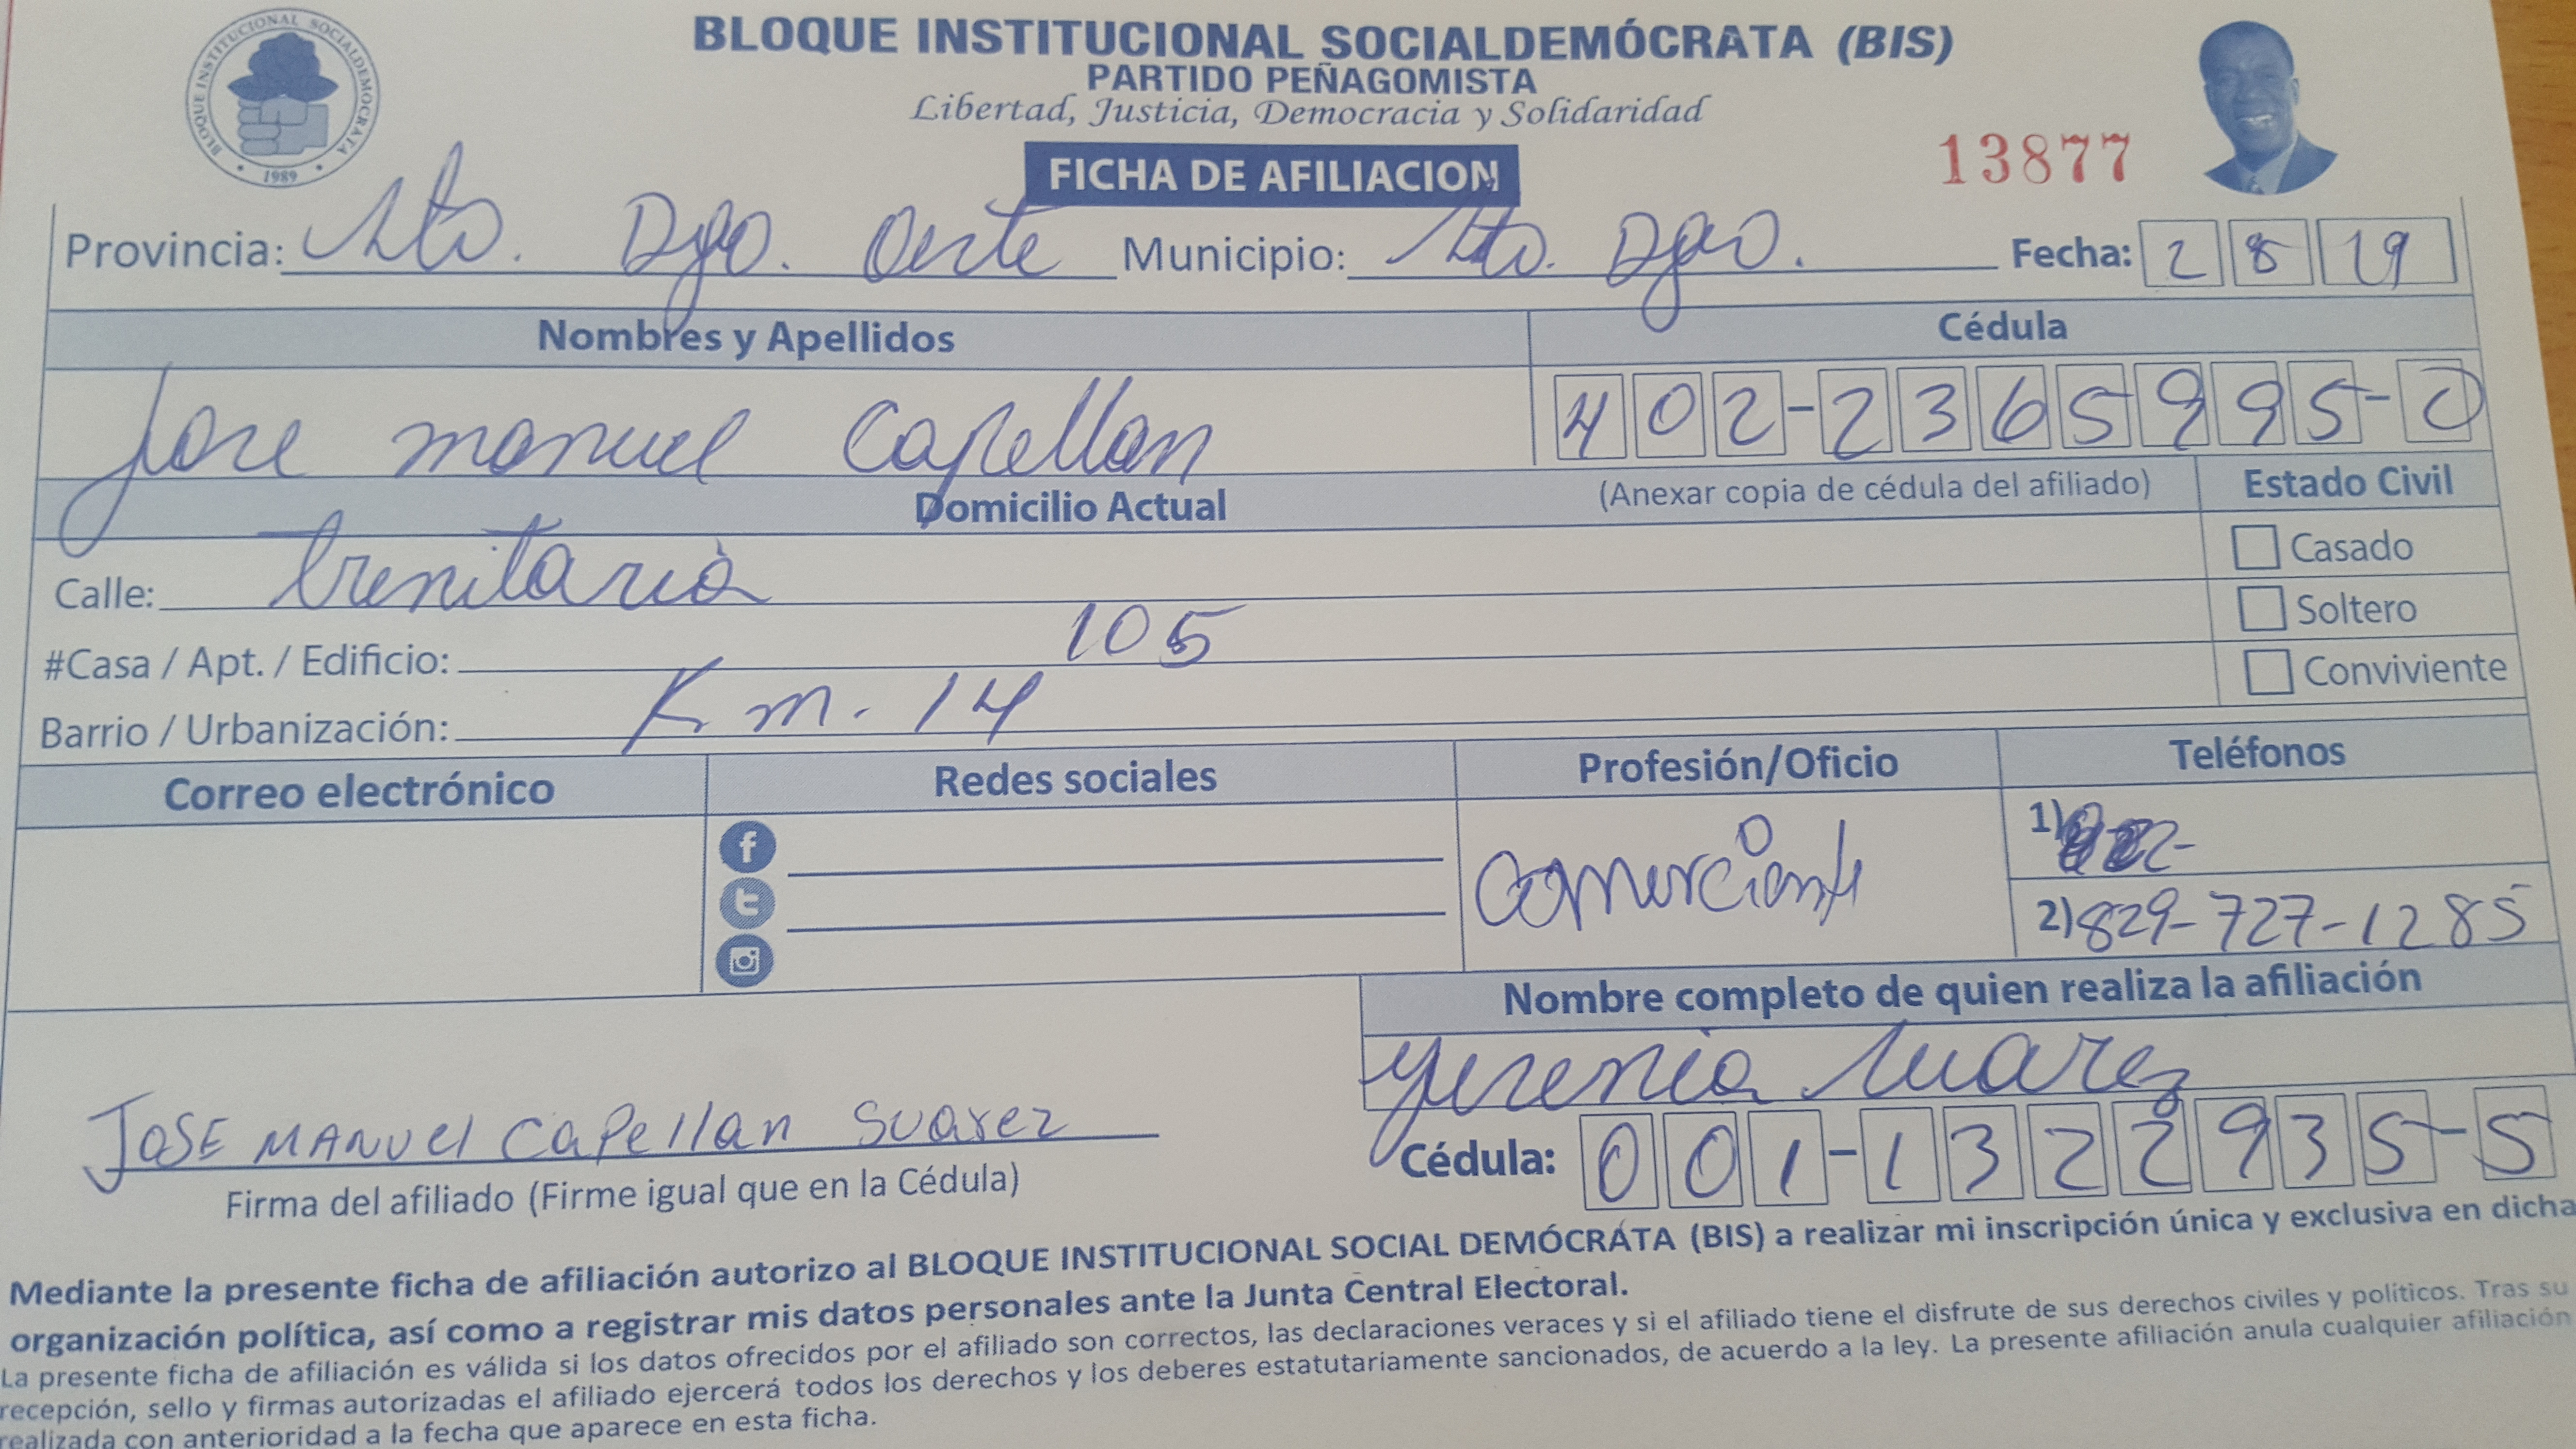 BLOQUE INSTITUCIONAL SOCIALDEMÓCRATA (BIS)
PARTIDO PEÑAGOMISTA
Libertad, Justicia, Democracia y Solidaridad
BLOQUE INSTITUCIONAL SOCIALDEMOCRATA
1989
13877
FICHA DE AFILIACION
Provincia: Sto. Dgo. Oeste Municipio: Sto. Dgo. Fecha: 2 8 19
Nombres y Apellidos Cédula
Jose manuel Capellan 402-2365995-0
Domicilio Actual (Anexar copia de cédula del afiliado) Estado Civil
Calle: trenitaria Casado
#Casa / Apt. / Edificio: 105 Soltero
Barrio / Urbanización: Km. 14 Conviviente
Correo electrónico Redes sociales Profesión/Oficio Teléfonos
Comerciante
1)
2) 829-727-1285
Nombre completo de quien realiza la afiliación
Yesenia Suarez
JOSE MANUEl CAPellan Suarez
Firma del afiliado (Firme igual que en la Cédula)
Cédula: 001-1322935-5
Mediante la presente ficha de afiliación autorizo al BLOQUE INSTITUCIONAL SOCIAL DEMÓCRÁTA (BIS) a realizar mi inscripción única y exclusiva en dicha
organización política, así como a registrar mis datos personales ante la Junta Central Electoral.
La presente ficha de afiliación es válida si los datos ofrecidos por el afiliado son correctos, las declaraciones veraces y si el afiliado tiene el disfrute de sus derechos civiles y políticos. Tras su
recepción, sello y firmas autorizadas el afiliado ejercerá todos los derechos y los deberes estatutariamente sancionados, de acuerdo a la ley. La presente afiliación anula cualquier afiliación
realizada con anterioridad a la fecha que aparece en esta ficha.